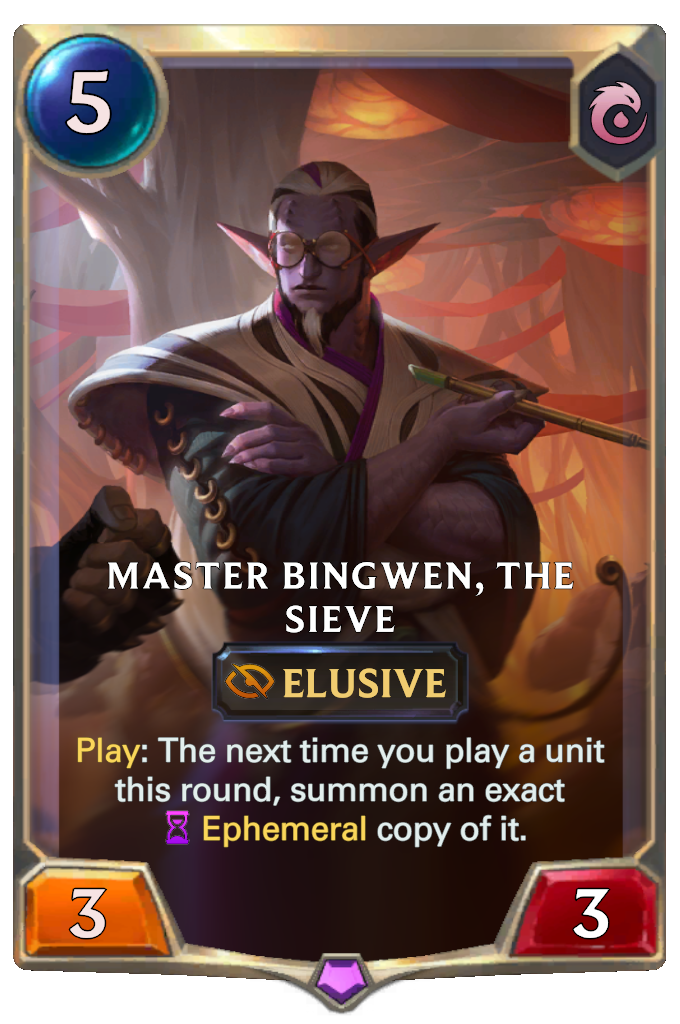 5
MASTER BINGWEN, THE
SIEVE
ELUSIVE
Play: The next time you play a unit
this round, summon an exact
Ephemeral copy of it.
3
3